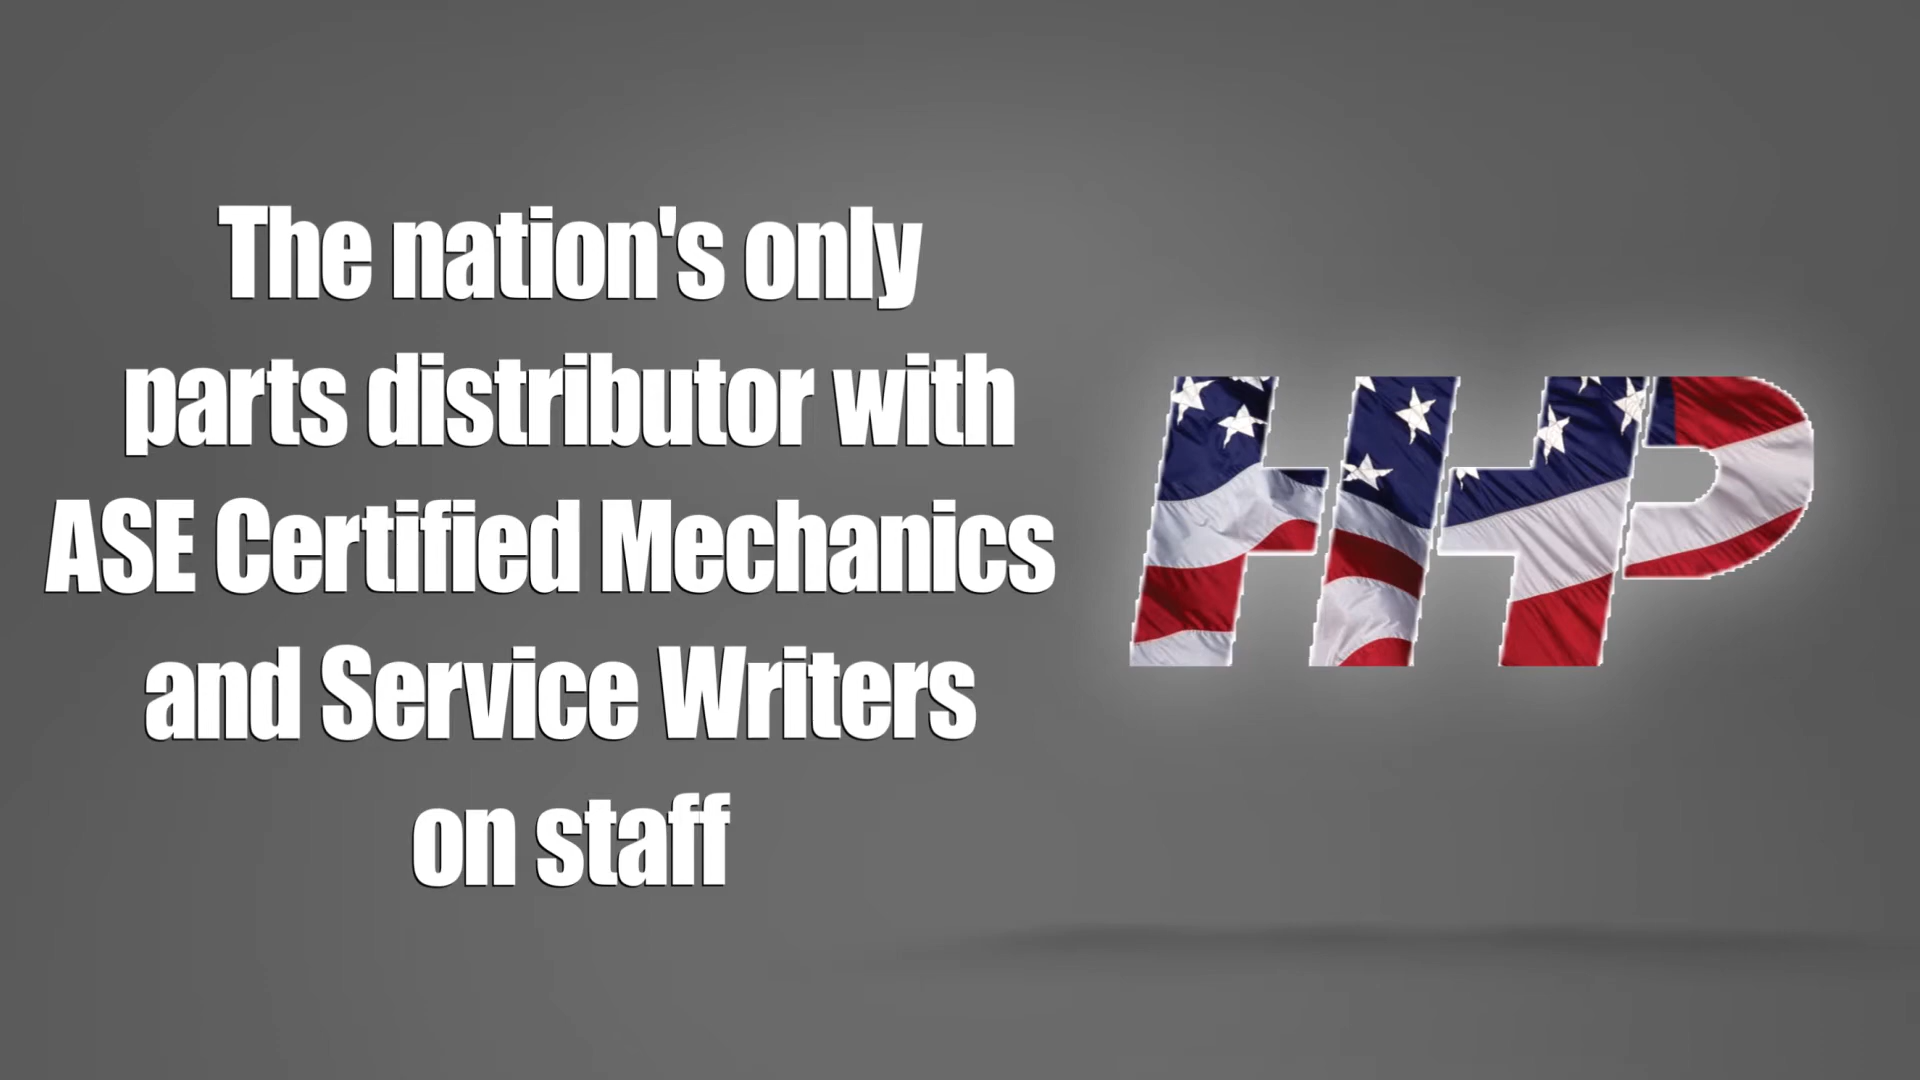 The nation's only
parts distributor with
ASE Certified Mechanics
and Service Writers
on staff
HHP